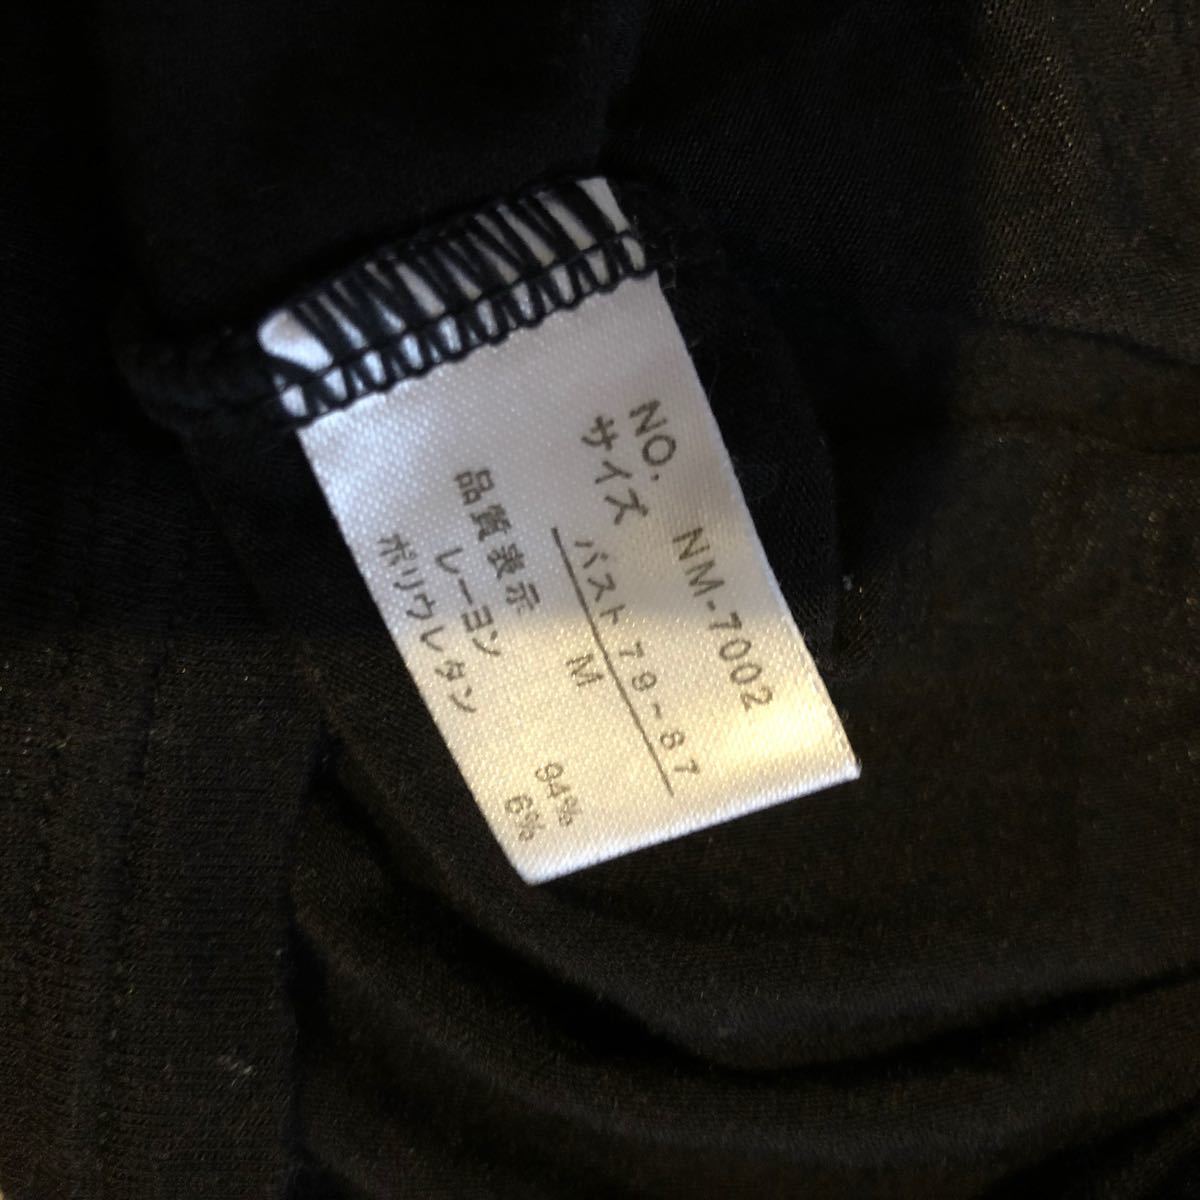 NO. NM-7002
サイズ
バスト 79-87
M
品質表示
レーヨン 94%
ポリウレタン 6%